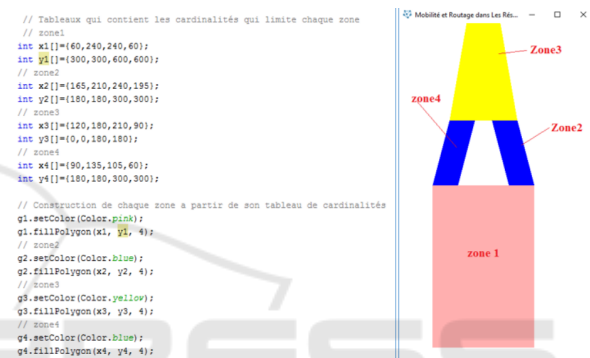 // Tableaux qui contient les cardinalités qui limite chaque zone
// zone1
int x1[]={60,240,240,60};
int y1[]={300,300,600,600};
// zone2
int x2[]={165,210,240,195};
int y2[]={180,180,300,300};
// zone3
int x3[]={120,180,210,90};
int y3[]={0,0,180,180};
// zone4
int x4[]={90,135,105,60};
int y4[]={180,180,300,300};
// Construction de chaque zone a partir de son tableau de cardinalités
g1.setColor(Color.pink);
g1.fillPolygon(x1, y1, 4);
// zone2
g2.setColor(Color.blue);
g2.fillPolygon(x2, y2, 4);
// zone3
g3.setColor(Color.yellow);
g3.fillPolygon(x3, y3, 4);
// zone4
g4.setColor(Color.blue);
g4.fillPolygon(x4, y4, 4);
Mobilité et Routage dans Les Rés...
Zone3
zone4
Zone2
zone 1